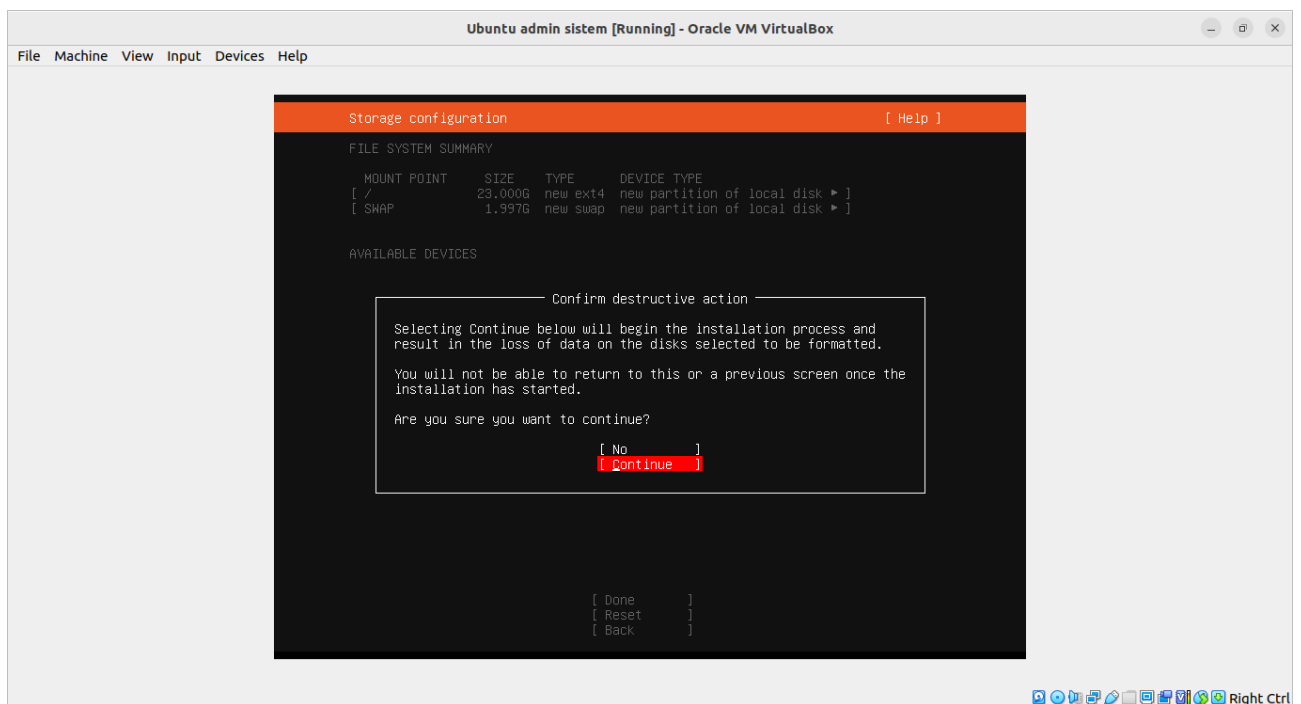 Ubuntu admin sistem [Running] - Oracle VM VirtualBox
File Machine View Input Devices Help
Storage configuration [ Help ]
FILE SYSTEM SUMMARY
MOUNT POINT SIZE TYPE DEVICE TYPE
[ / 23.000G new ext4 new partition of local disk ▸ ]
[ SWAP 1.997G new swap new partition of local disk ▸ ]
AVAILABLE DEVICES
Confirm destructive action
Selecting Continue below will begin the installation process and
result in the loss of data on the disks selected to be formatted.
You will not be able to return to this or a previous screen once the
installation has started.
Are you sure you want to continue?
[ No ]
[ Continue ]
[ Done ]
[ Reset ]
[ Back ]
Right Ctrl